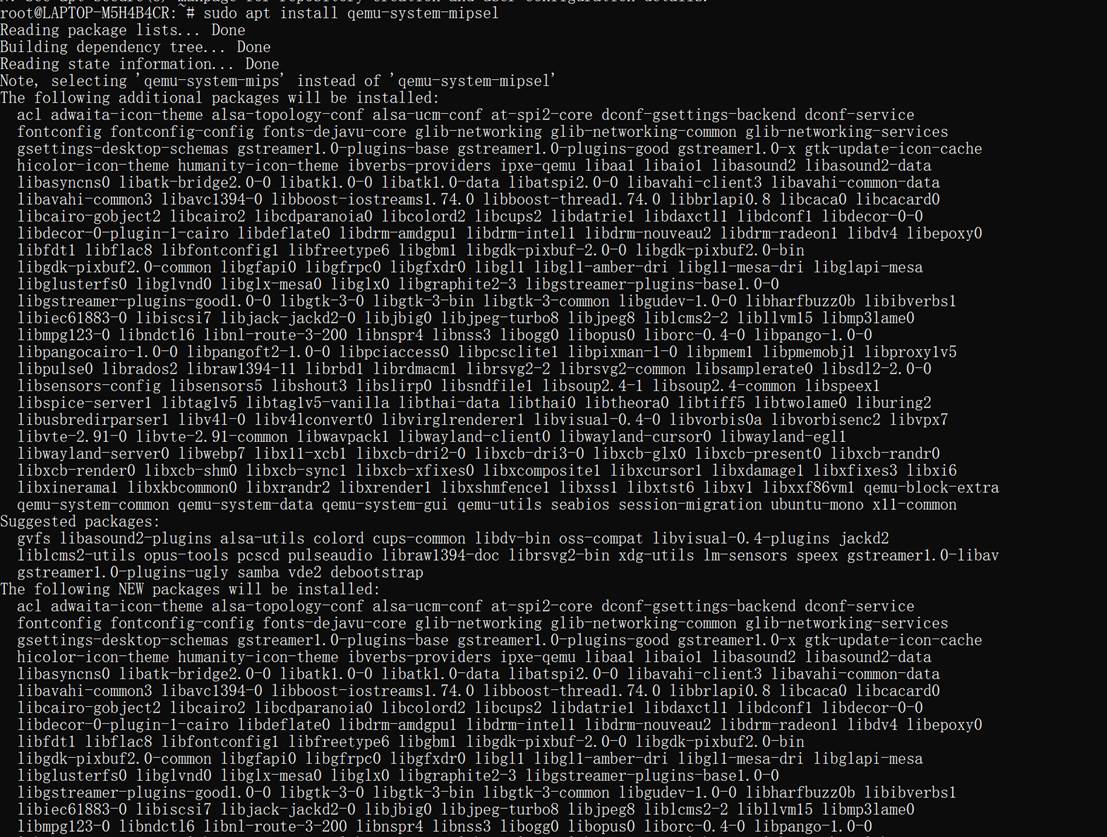 root@LAPTOP-M5H4B4CR:~# sudo apt install qemu-system-mipsel
Reading package lists... Done
Building dependency tree... Done
Reading state information... Done
Note, selecting 'qemu-system-mips' instead of 'qemu-system-mipsel'
The following additional packages will be installed:
  acl adwaita-icon-theme alsa-topology-conf alsa-ucm-conf at-spi2-core dconf-gsettings-backend dconf-service
  fontconfig fontconfig-config fonts-dejavu-core glib-networking glib-networking-common glib-networking-services
  gsettings-desktop-schemas gstreamer1.0-plugins-base gstreamer1.0-plugins-good gstreamer1.0-x gtk-update-icon-cache
  hicolor-icon-theme humanity-icon-theme ibverbs-providers ipxe-qemu libaa1 libaio1 libasound2 libasound2-data
  libasyncns0 libatk-bridge2.0-0 libatk1.0-0 libatk1.0-data libatspi2.0-0 libavahi-client3 libavahi-common-data
  libavahi-common3 libavc1394-0 libboost-iostreams1.74.0 libboost-thread1.74.0 libbrlapi0.8 libcaca0 libcacard0
  libcairo-gobject2 libcairo2 libcdparanoia0 libcolord2 libcups2 libdatrie1 libdaxctl1 libdconf1 libdecor-0-0
  libdecor-0-plugin-1-cairo libdeflate0 libdrm-amdgpu1 libdrm-intel1 libdrm-nouveau2 libdrm-radeon1 libdv4 libepoxy0
  libfdt1 libflac8 libfontconfig1 libfreetype6 libgbm1 libgdk-pixbuf-2.0-0 libgdk-pixbuf2.0-bin
  libgdk-pixbuf2.0-common libgfapi0 libgfrpc0 libgfxdr0 libgl1 libgl1-amber-dri libgl1-mesa-dri libglapi-mesa
  libglusterfs0 libglvnd0 libglx-mesa0 libglx0 libgraphite2-3 libgstreamer-plugins-base1.0-0
  libgstreamer-plugins-good1.0-0 libgtk-3-0 libgtk-3-bin libgtk-3-common libgudev-1.0-0 libharfbuzz0b libibverbs1
  libiec61883-0 libiscsi7 libjack-jackd2-0 libjbig0 libjpeg-turbo8 libjpeg8 liblcms2-2 libllvm15 libmp3lame0
  libmpg123-0 libndctl6 libnl-route-3-200 libnspr4 libnss3 libogg0 libopus0 liborc-0.4-0 libpango-1.0-0
  libpangocairo-1.0-0 libpangoft2-1.0-0 libpciaccess0 libpcsclite1 libpixman-1-0 libpmem1 libpmemobj1 libproxy1v5
  libpulse0 librados2 libraw1394-11 librbd1 librdmacm1 librsvg2-2 librsvg2-common libsamplerate0 libsdl2-2.0-0
  libsensors-config libsensors5 libshout3 libslirp0 libsndfile1 libsoup2.4-1 libsoup2.4-common libspeex1
  libspice-server1 libtag1v5 libtag1v5-vanilla libthai-data libthai0 libtheora0 libtiff5 libtwolame0 liburing2
  libusbredirparser1 libv4l-0 libv4lconvert0 libvirglrenderer1 libvisual-0.4-0 libvorbis0a libvorbisenc2 libvpx7
  libvte-2.91-0 libvte-2.91-common libwavpack1 libwayland-client0 libwayland-cursor0 libwayland-egl1
  libwayland-server0 libwebp7 libx11-xcb1 libxcb-dri2-0 libxcb-dri3-0 libxcb-glx0 libxcb-present0 libxcb-randr0
  libxcb-render0 libxcb-shm0 libxcb-sync1 libxcb-xfixes0 libxcomposite1 libxcursor1 libxdamage1 libxfixes3 libxi6
  libxinerama1 libxkbcommon0 libxrandr2 libxrender1 libxshmfence1 libxss1 libxtst6 libxv1 libxxf86vm1 qemu-block-extra
  qemu-system-common qemu-system-data qemu-system-gui qemu-utils seabios session-migration ubuntu-mono x11-common
Suggested packages:
  gvfs libasound2-plugins alsa-utils colord cups-common libdv-bin oss-compat libvisual-0.4-plugins jackd2
  liblcms2-utils opus-tools pcscd pulseaudio libraw1394-doc librsvg2-bin xdg-utils lm-sensors speex gstreamer1.0-libav
  gstreamer1.0-plugins-ugly samba vde2 debootstrap
The following NEW packages will be installed:
  acl adwaita-icon-theme alsa-topology-conf alsa-ucm-conf at-spi2-core dconf-gsettings-backend dconf-service
  fontconfig fontconfig-config fonts-dejavu-core glib-networking glib-networking-common glib-networking-services
  gsettings-desktop-schemas gstreamer1.0-plugins-base gstreamer1.0-plugins-good gstreamer1.0-x gtk-update-icon-cache
  hicolor-icon-theme humanity-icon-theme ibverbs-providers ipxe-qemu libaa1 libaio1 libasound2 libasound2-data
  libasyncns0 libatk-bridge2.0-0 libatk1.0-0 libatk1.0-data libatspi2.0-0 libavahi-client3 libavahi-common-data
  libavahi-common3 libavc1394-0 libboost-iostreams1.74.0 libboost-thread1.74.0 libbrlapi0.8 libcaca0 libcacard0
  libcairo-gobject2 libcairo2 libcdparanoia0 libcolord2 libcups2 libdatrie1 libdaxctl1 libdconf1 libdecor-0-0
  libdecor-0-plugin-1-cairo libdeflate0 libdrm-amdgpu1 libdrm-intel1 libdrm-nouveau2 libdrm-radeon1 libdv4 libepoxy0
  libfdt1 libflac8 libfontconfig1 libfreetype6 libgbm1 libgdk-pixbuf-2.0-0 libgdk-pixbuf2.0-bin
  libgdk-pixbuf2.0-common libgfapi0 libgfrpc0 libgfxdr0 libgl1 libgl1-amber-dri libgl1-mesa-dri libglapi-mesa
  libglusterfs0 libglvnd0 libglx-mesa0 libglx0 libgraphite2-3 libgstreamer-plugins-base1.0-0
  libgstreamer-plugins-good1.0-0 libgtk-3-0 libgtk-3-bin libgtk-3-common libgudev-1.0-0 libharfbuzz0b libibverbs1
  libiec61883-0 libiscsi7 libjack-jackd2-0 libjbig0 libjpeg-turbo8 libjpeg8 liblcms2-2 libllvm15 libmp3lame0
  libmpg123-0 libndctl6 libnl-route-3-200 libnspr4 libnss3 libogg0 libopus0 liborc-0.4-0 libpango-1.0-0